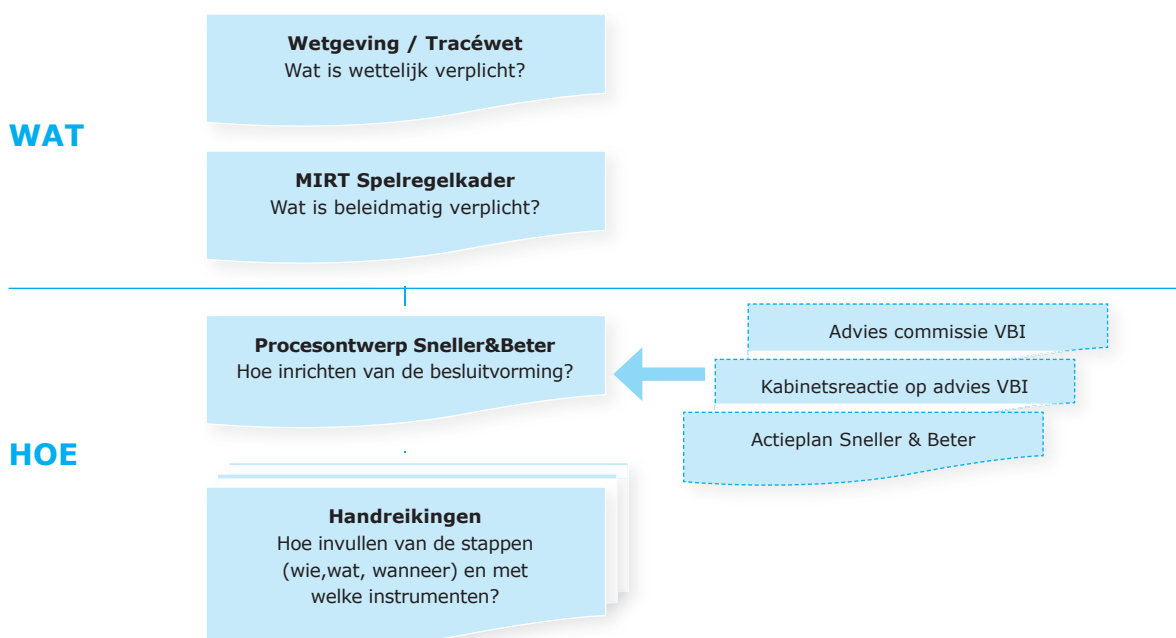 Wetgeving / Tracéwet
Wat is wettelijk verplicht?
WAT
MIRT Spelregelkader
Wat is beleidmatig verplicht?
Procesontwerp Sneller&Beter
Hoe inrichten van de besluitvorming?
Advies commissie VBI
Kabinetsreactie op advies VBI
Actieplan Sneller & Beter
HOE
Handreikingen
Hoe invullen van de stappen
(wie,wat, wanneer) en met
welke instrumenten?